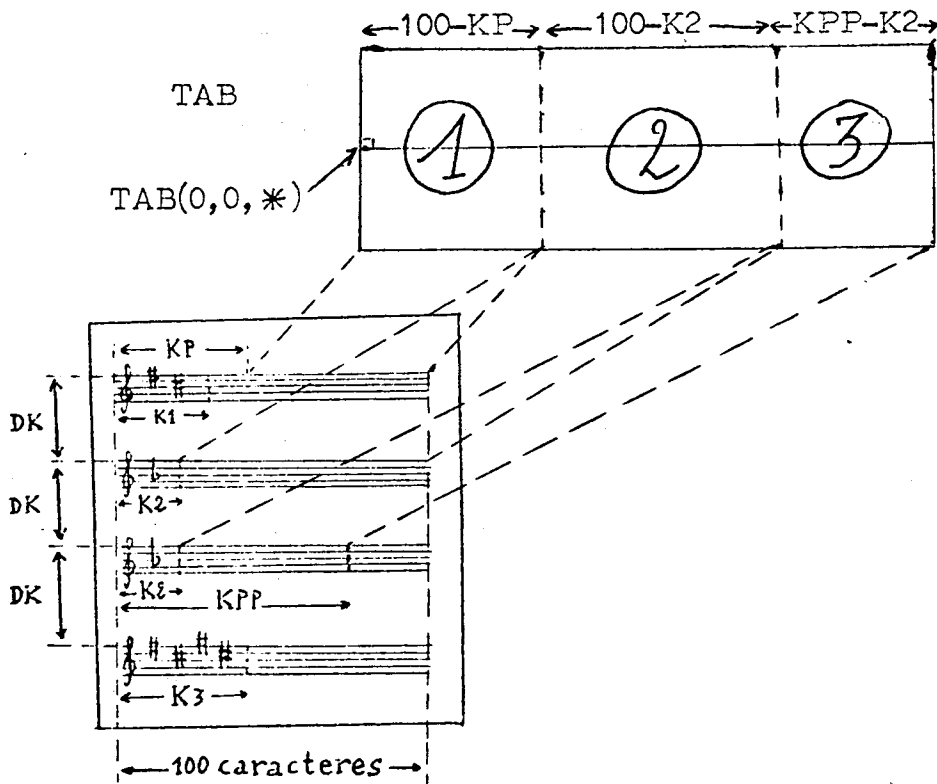 100-KP 100-K2 KPP-K2
TAB
1 2 3
TAB(0,0,*)
KP
DK
K1
DK
K2
DK
K2
KPP
K3
100 caracteres